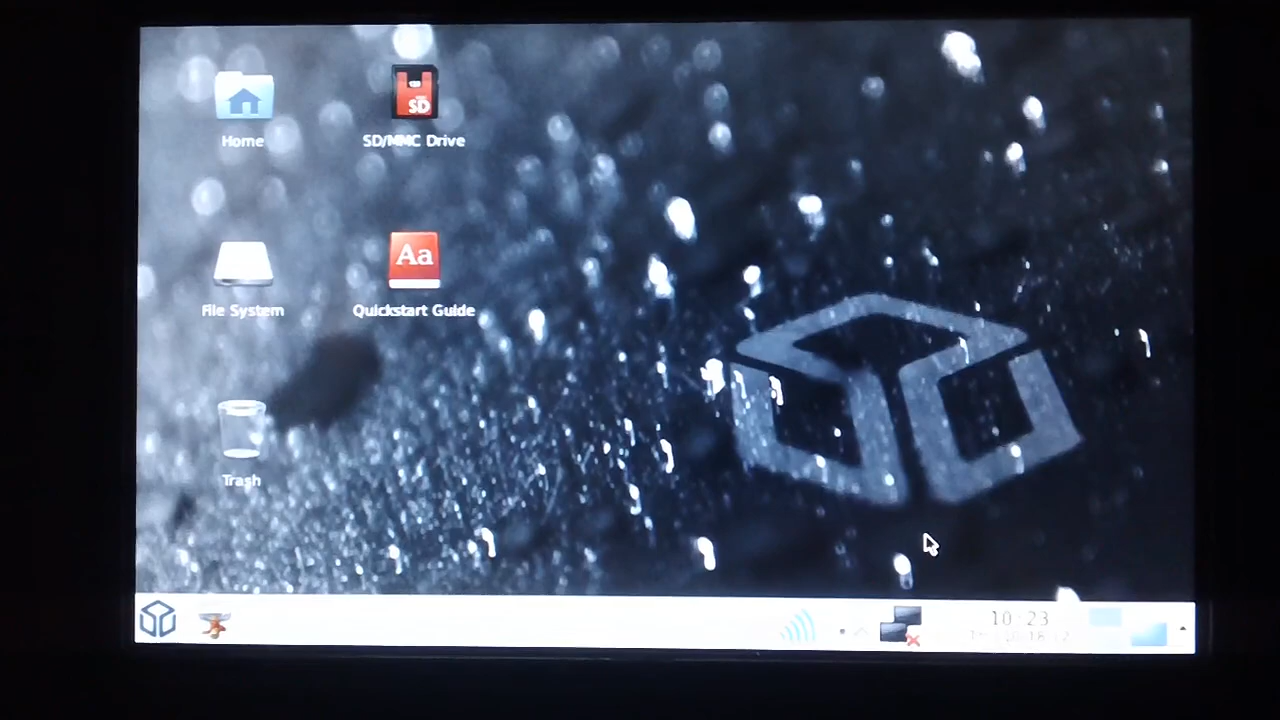 Home
SD
SD/MMC Drive
File System
Aa
Quickstart Guide
Trash
10:23